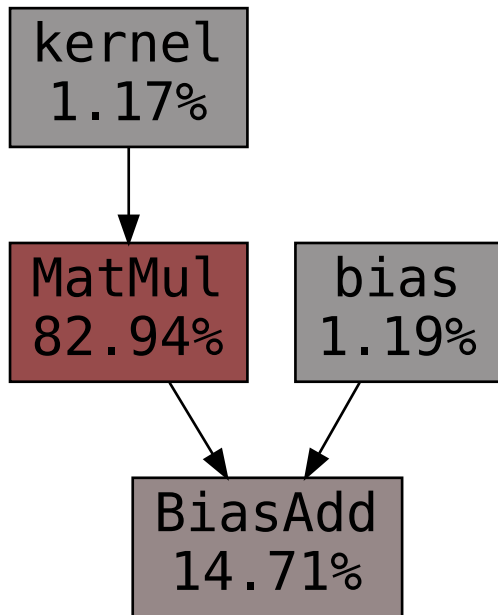 kernel
1.17%
MatMul
82.94%
bias
1.19%
BiasAdd
14.71%